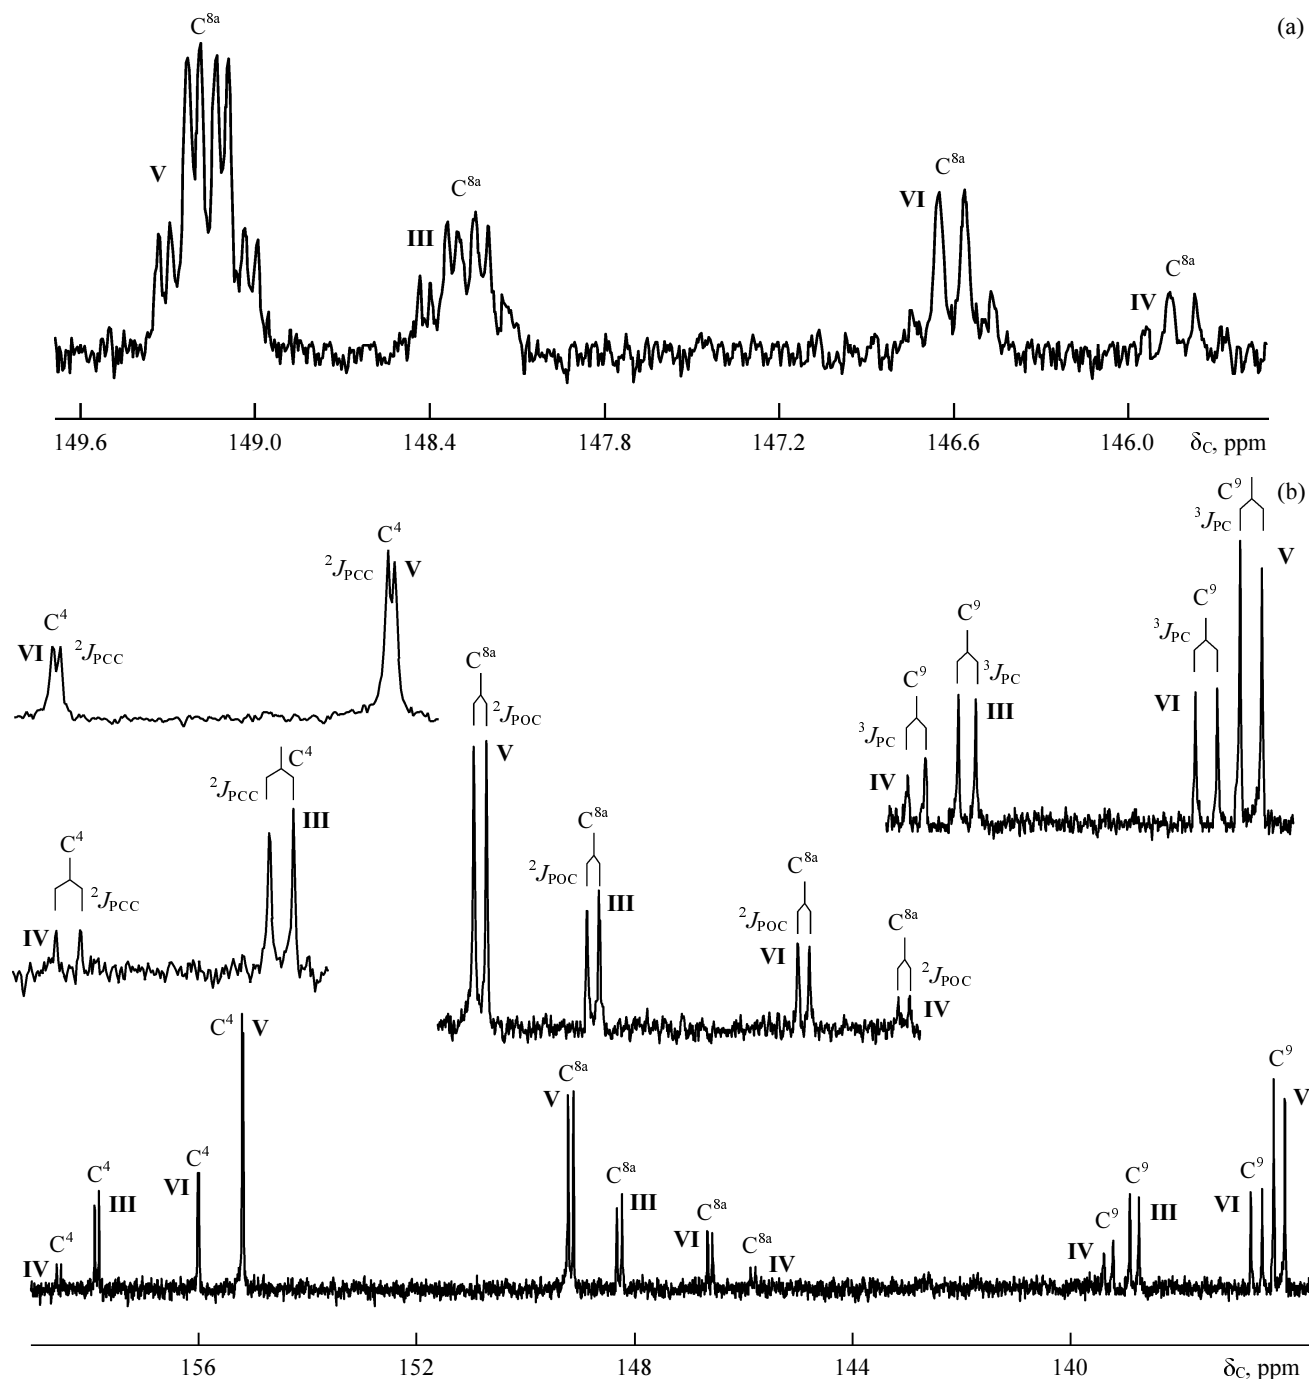 (a)
C⁸ᵃ
V
C⁸ᵃ
III
C⁸ᵃ
VI
C⁸ᵃ
IV
149.6 149.0 148.4 147.8 147.2 146.6 146.0 δC, ppm
(b)
C⁹
³JPC
V
C⁴
²JPCC V
C⁹
³JPC
VI
C⁹
³JPC
III
C⁹
³JPC
IV
C⁴
VI ²JPCC
C⁸ᵃ
²JPOC
V
C⁴
²JPCC
III
C⁸ᵃ
²JPOC
III
C⁴
²JPCC
IV
C⁸ᵃ
²JPOC
VI
C⁸ᵃ
²JPOC
IV
C⁴ V
C⁸ᵃ
V
C⁹
V
C⁴
III
C⁴
VI
C⁸ᵃ
III
C⁹
III
C⁹
VI
C⁴
IV
C⁸ᵃ
VI
C⁸ᵃ
IV
C⁹
IV
156 152 148 144 140 δC, ppm